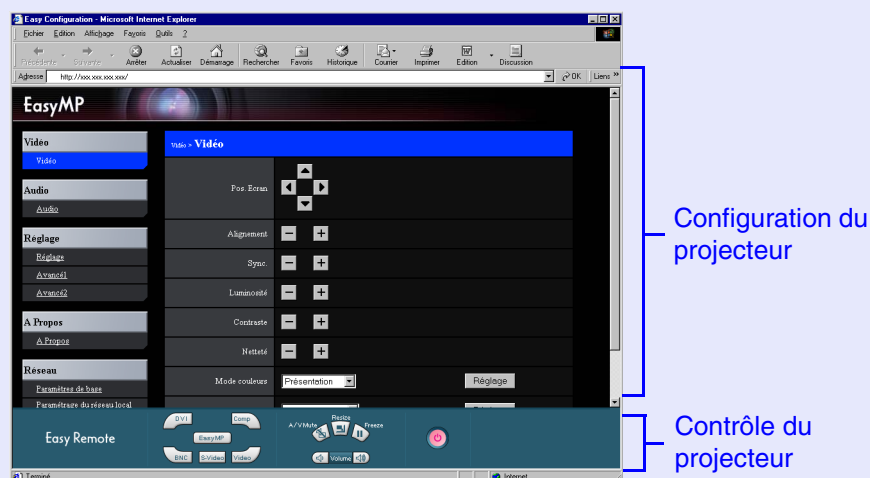 Easy Configuration - Microsoft Internet Explorer
Fichier Edition Affichage Favoris Outils ?
Précédente Suivante Arrêter Actualiser Démarrage Rechercher Favoris Historique Courrier Imprimer Edition Discussion
Adresse http://xxx.xxx.xxx.xxx/ OK Liens »
EasyMP
Vidéo
Vidéo
Audio
Audio
Réglage
Réglage
Avancé1
Avancé2
A Propos
A Propos
Réseau
Paramètres de base
Paramétrage du réseau local
Vidéo > Vidéo
Pos. Ecran
Alignement - +
Sync. - +
Luminosité - +
Contraste - +
Netteté - +
Mode couleurs Présentation Réglage
Easy Remote
DVI Comp
EasyMP
BNC S-Video Video
A/V Mute Resize Freeze
Volume
Terminé Internet
Configuration du
projecteur
Contrôle du
projecteur